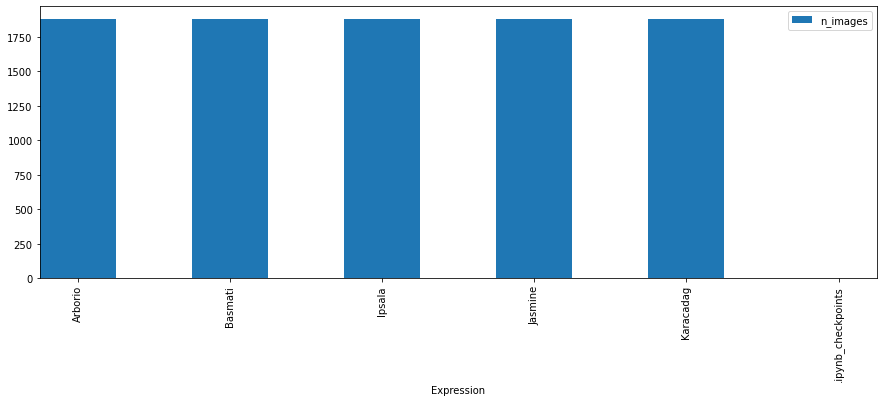 n_images
1750
1500
1250
1000
750
500
250
0
Arborio
Basmati
Ipsala
Jasmine
Karacadag
.ipynb_checkpoints
Expression